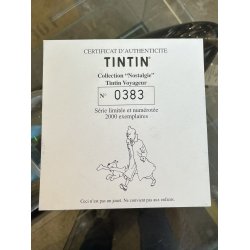 CERTIFICAT D'AUTHENTICITE
TINTIN®
Collection "Nostalgie"
Tintin Voyageur
N° 0383
Série limitée et numérotée
2000 exemplaires
Ceci n'est pas un jouet. Ne convient pas aux enfants.